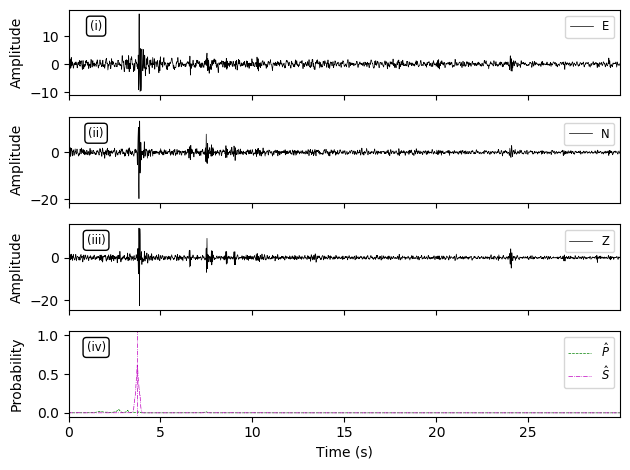 (i)
E
Amplitude
10
0
−10
(ii)
N
Amplitude
0
−20
(iii)
Z
Amplitude
0
−20
(iv)
P̂
Ŝ
Probability
1.0
0.5
0.0
0 5 10 15 20 25
Time (s)